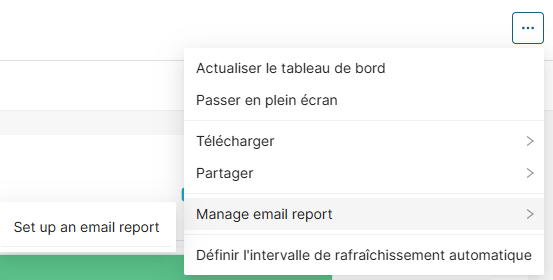 Actualiser le tableau de bord
Passer en plein écran
Télécharger
Partager
Manage email report
Set up an email report
Définir l'intervalle de rafraîchissement automatique